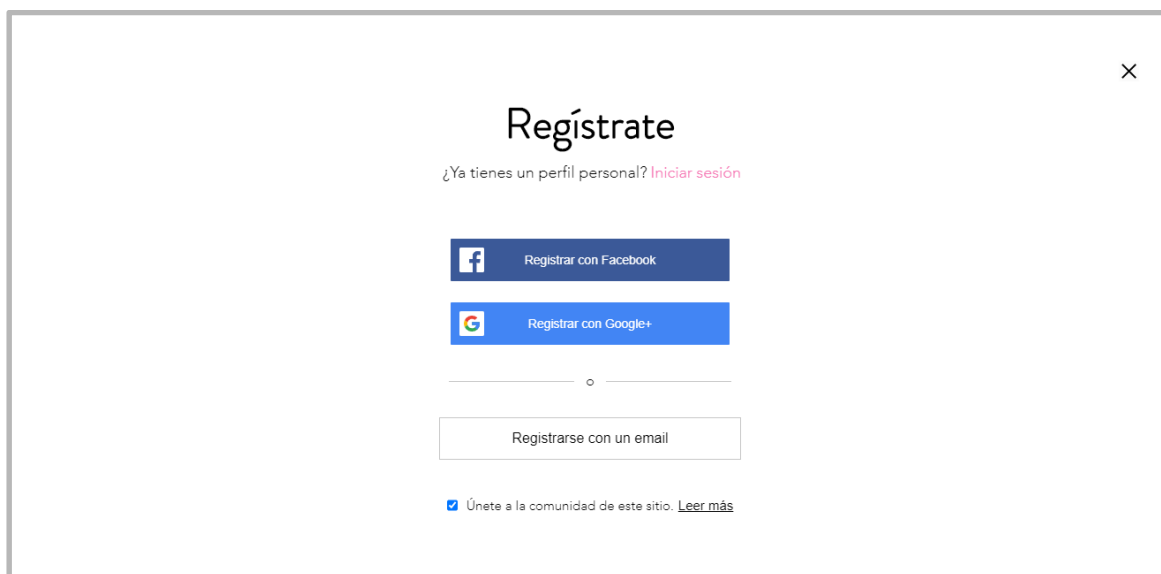 Regístrate
¿Ya tienes un perfil personal? Iniciar sesión
Registrar con Facebook
Registrar con Google+
o
Registrarse con un email
Únete a la comunidad de este sitio. Leer más